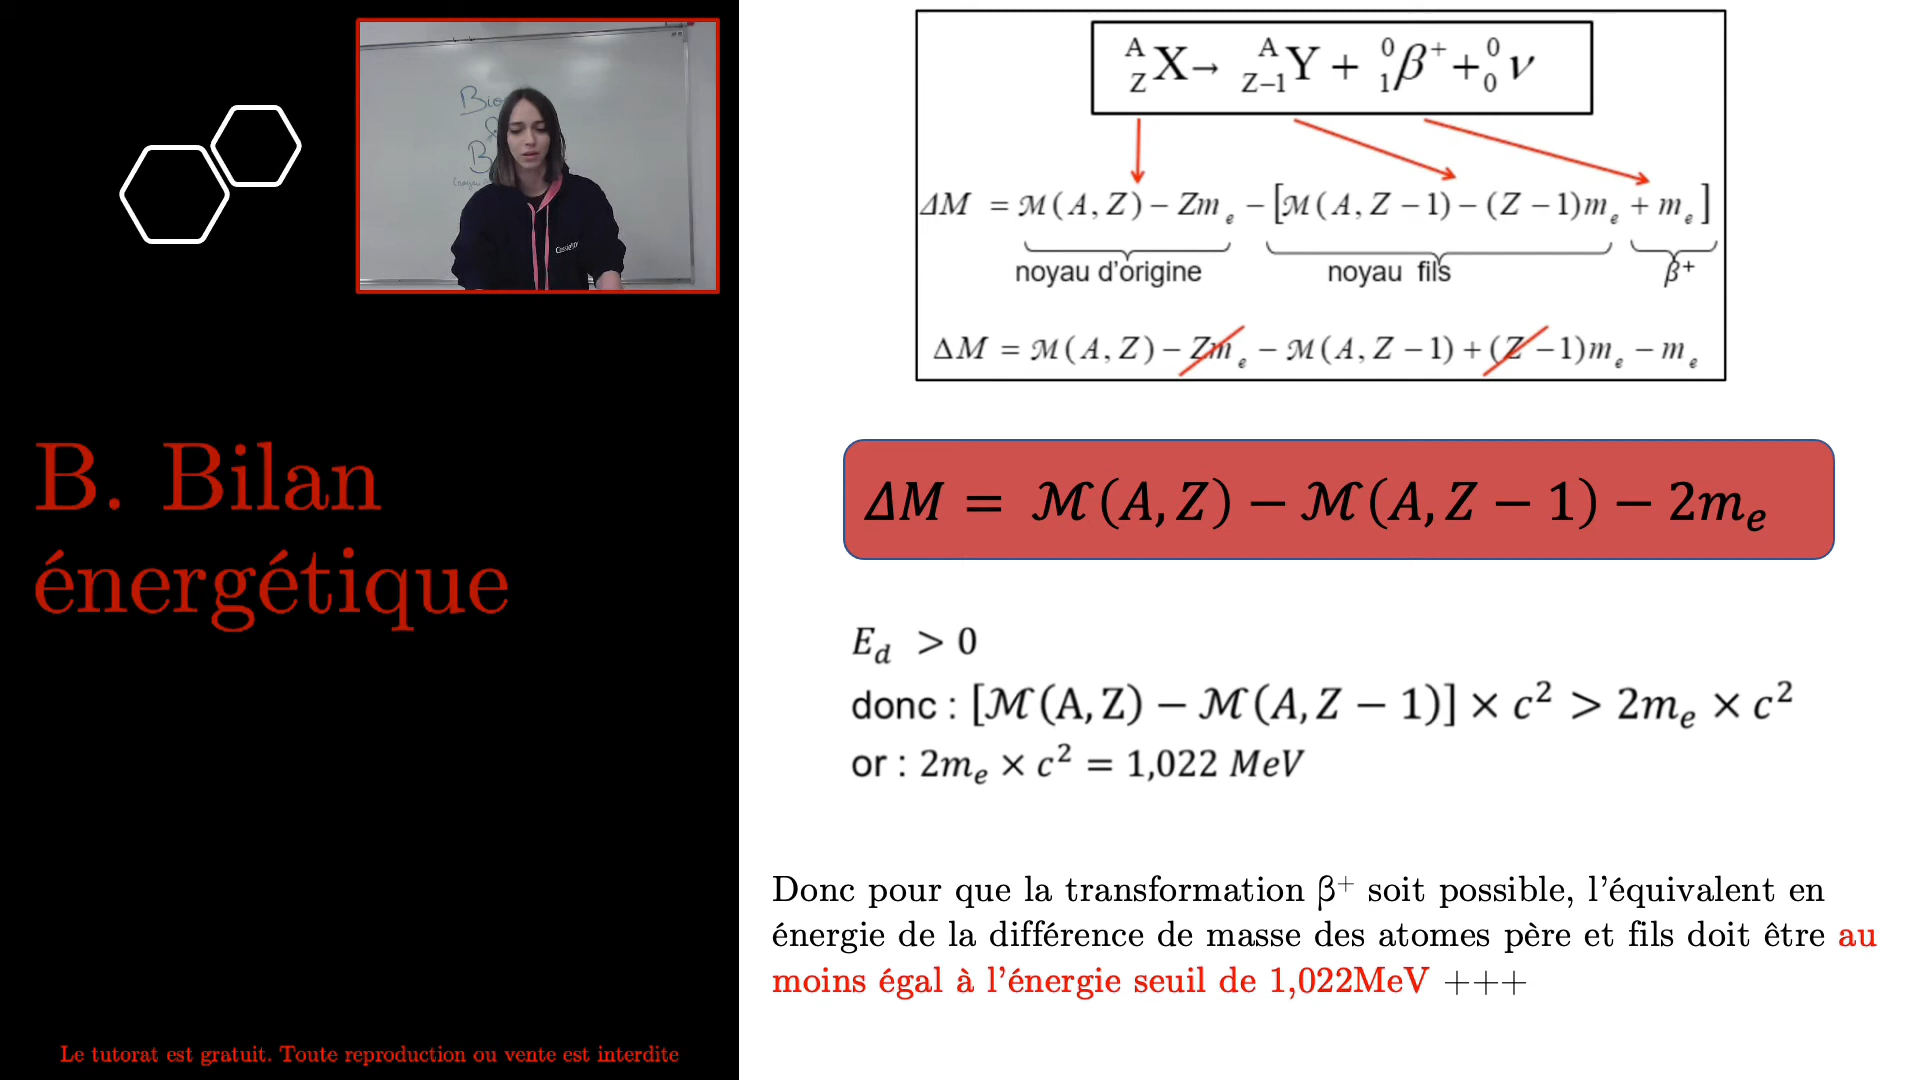 B. Bilan
énergétique
Le tutorat est gratuit. Toute reproduction ou vente est interdite
A Z X → A Z–1 Y + 0 1 β⁺ + 0 0 ν
ΔM = ℳ(A, Z) − Zmₑ − [ℳ(A, Z − 1) − (Z − 1)mₑ + mₑ]
noyau d'origine noyau fils β⁺
ΔM = ℳ(A, Z) − Zmₑ − ℳ(A, Z − 1) + (Z − 1)mₑ − mₑ
ΔM = ℳ(A, Z) − ℳ(A, Z − 1) − 2mₑ
E_d > 0
donc : [ℳ(A, Z) − ℳ(A, Z − 1)] × c² > 2mₑ × c²
or : 2mₑ × c² = 1,022 MeV
Donc pour que la transformation β⁺ soit possible, l'équivalent en
énergie de la différence de masse des atomes père et fils doit être au
moins égal à l'énergie seuil de 1,022MeV +++